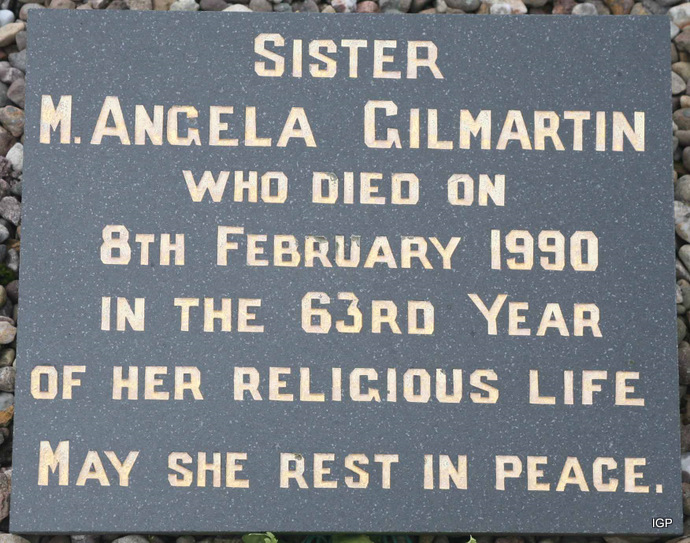 SISTER
M. ANGELA GILMARTIN
WHO DIED ON
8TH FEBRUARY 1990
IN THE 63RD YEAR
OF HER RELIGIOUS LIFE
MAY SHE REST IN PEACE.
IGP